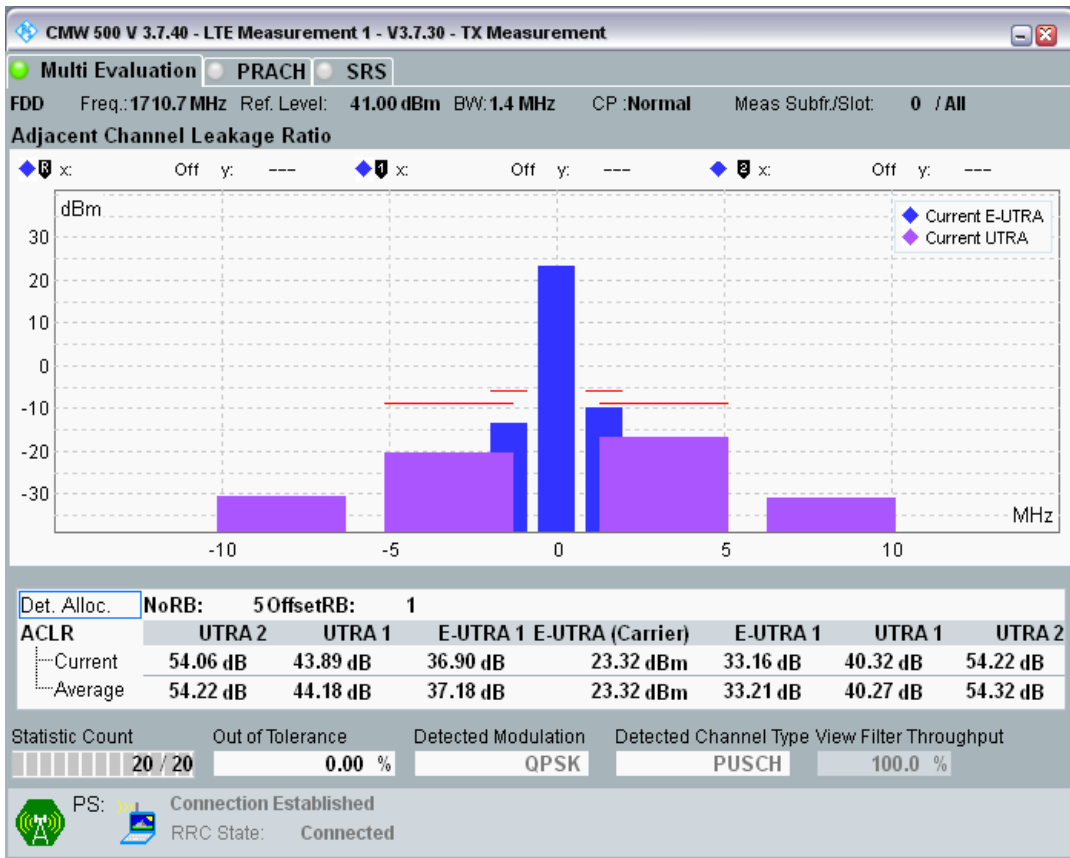 CMW 500 V 3.7.40 - LTE Measurement 1 - V3.7.30 - TX Measurement
Multi Evaluation PRACH SRS
FDD Freq.: 1710.7 MHz Ref. Level: 41.00 dBm BW: 1.4 MHz CP : Normal Meas Subfr./Slot: 0 / All
Adjacent Channel Leakage Ratio
R x: Off y: --- 1 x: Off y: --- 2 x: Off y: ---
dBm
Current E-UTRA
Current UTRA
30
20
10
0
-10
-20
-30
MHz
-10 -5 0 5 10
Det. Alloc. NoRB: 5 OffsetRB: 1
ACLR UTRA 2 UTRA 1 E-UTRA 1 E-UTRA (Carrier) E-UTRA 1 UTRA 1 UTRA 2
Current 54.06 dB 43.89 dB 36.90 dB 23.32 dBm 33.16 dB 40.32 dB 54.22 dB
Average 54.22 dB 44.18 dB 37.18 dB 23.32 dBm 33.21 dB 40.27 dB 54.32 dB
Statistic Count Out of Tolerance Detected Modulation Detected Channel Type View Filter Throughput
20 / 20 0.00 % QPSK PUSCH 100.0 %
PS: Connection Established
RRC State: Connected